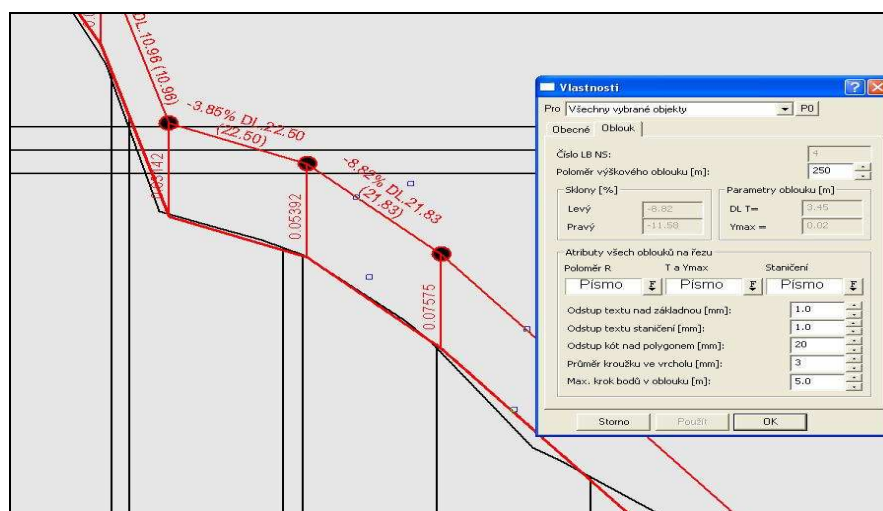 DL.10.96 (10.96)
-3.85% DL.22.50
(22.50)
-8.82% DL.21.83
(21.83)
0.03142
0.05392
0.07575
Vlastnosti
Pro Všechny vybrané objekty P0
Obecné Oblouk
Číslo LB NS: 4
Poloměr výškového oblouku [m]: 250
Sklony [%] Parametry oblouku [m]
Levý -8.82 DL T= 3.45
Pravý -11.58 Ymax = 0.02
Atributy všech oblouků na řezu
Poloměr R T a Ymax Staničení
Písmo Písmo Písmo
Odstup textu nad základnou [mm]: 1.0
Odstup textu staničení [mm]: 1.0
Odstup kót nad polygonem [mm]: 20
Průměr kroužku ve vrcholu [mm]: 3
Max. krok bodů v oblouku [m]: 5.0
Storno Použít OK